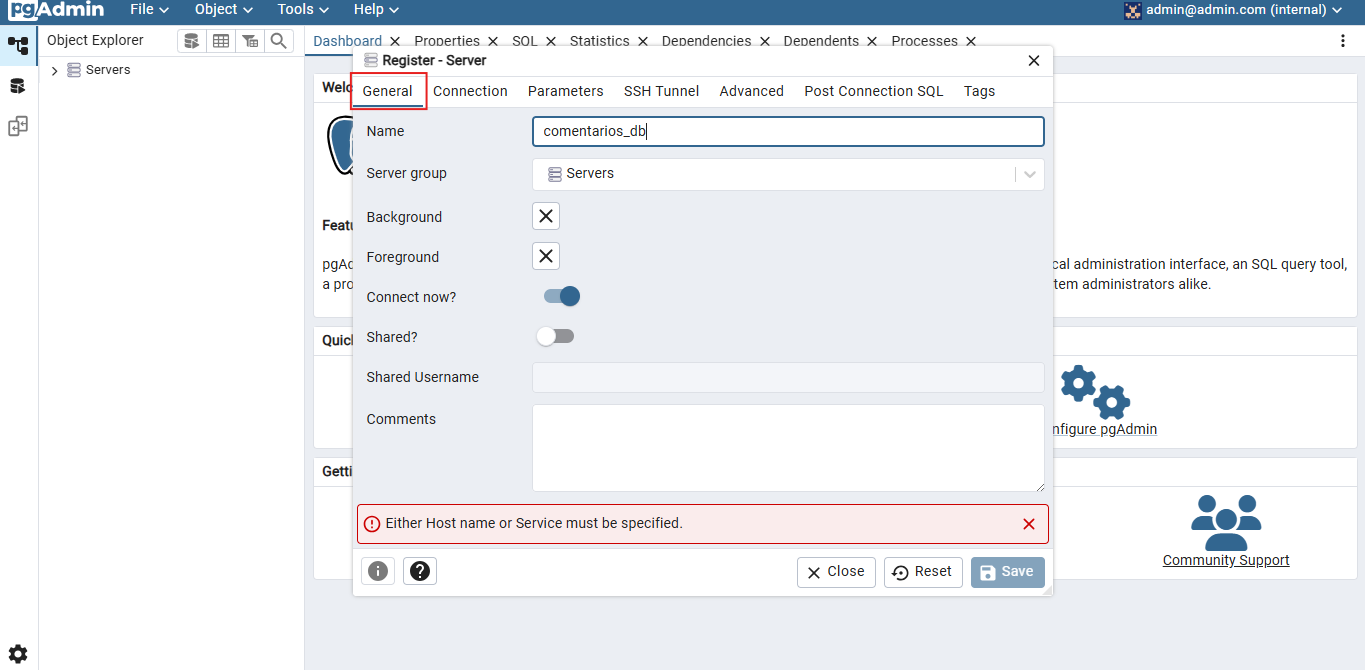 pgAdmin File Object Tools Help admin@admin.com (internal)
Object Explorer
Dashboard Properties SQL Statistics Dependencies Dependents Processes
Servers
Register - Server
General Connection Parameters SSH Tunnel Advanced Post Connection SQL Tags
Name comentarios_db
Server group Servers
Background
Foreground
Connect now?
Shared?
Shared Username
Comments
Either Host name or Service must be specified.
Close Reset Save
Welc
Featu
pgAd
cal administration interface, an SQL query tool,
a pro
tem administrators alike.
Quick
nfigure pgAdmin
Getti
Community Support